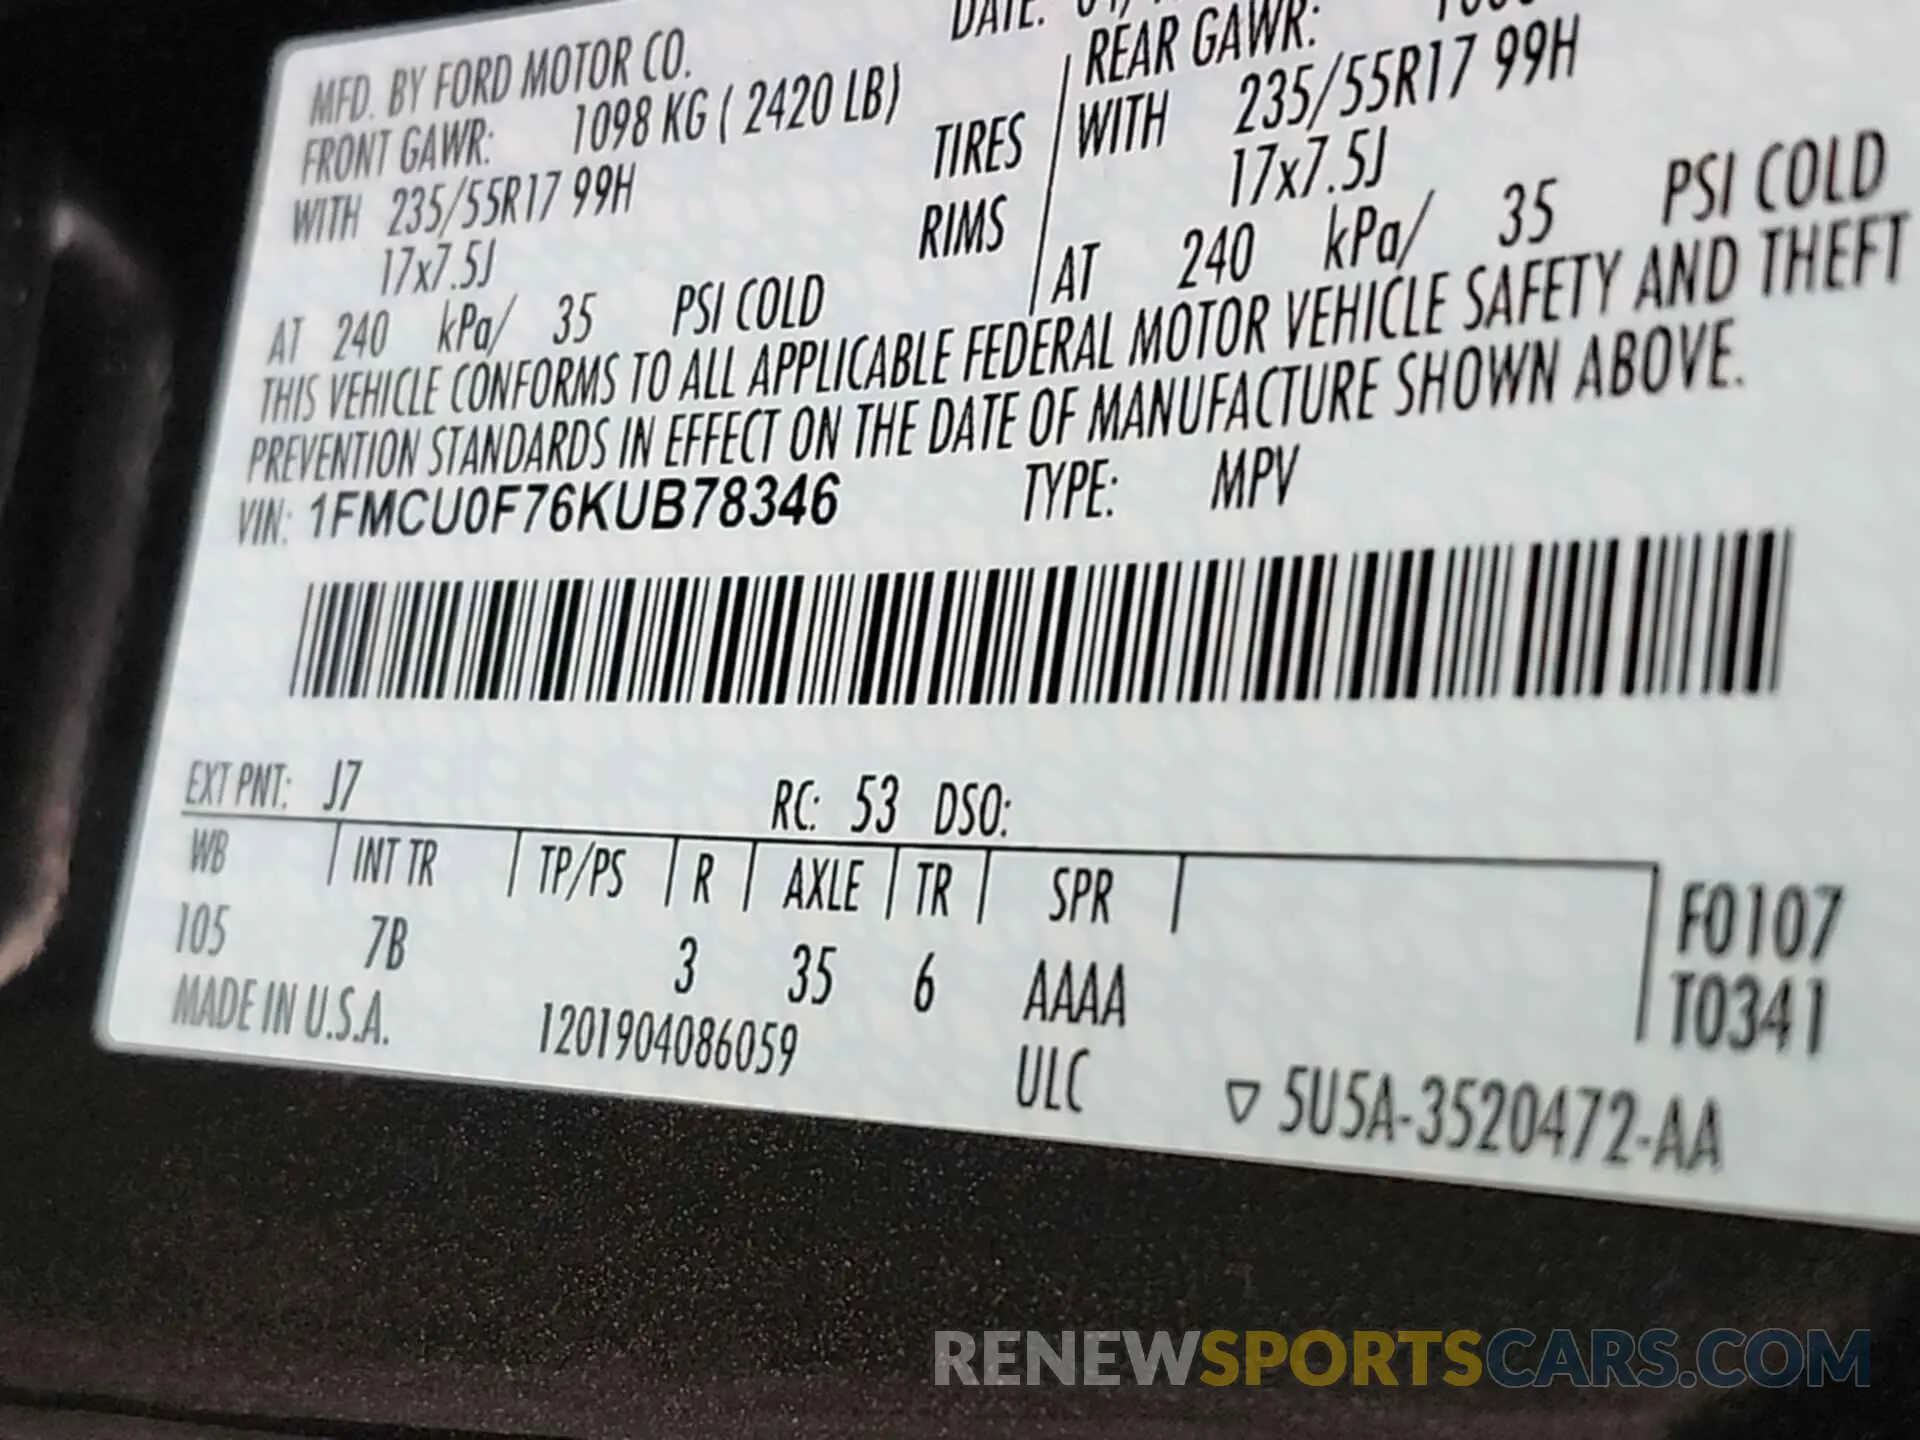 MFD. BY FORD MOTOR CO.
DATE:
FRONT GAWR: 1098 KG ( 2420 LB)
REAR GAWR:
WITH 235/55R17 99H TIRES WITH 235/55R17 99H
17x7.5J RIMS 17x7.5J
AT 240 kPa/ 35 PSI COLD AT 240 kPa/ 35 PSI COLD
THIS VEHICLE CONFORMS TO ALL APPLICABLE FEDERAL MOTOR VEHICLE SAFETY AND THEFT
PREVENTION STANDARDS IN EFFECT ON THE DATE OF MANUFACTURE SHOWN ABOVE.
VIN: 1FMCU0F76KUB78346 TYPE: MPV
EXT PNT: J7 RC: 53 DSO:
WB INT TR TP/PS R AXLE TR SPR
105 7B 3 35 6 AAAA
F0107
T0341
MADE IN U.S.A. 1201904086059 ULC ▽ 5U5A-3520472-AA
RENEWSPORTSCARS.COM